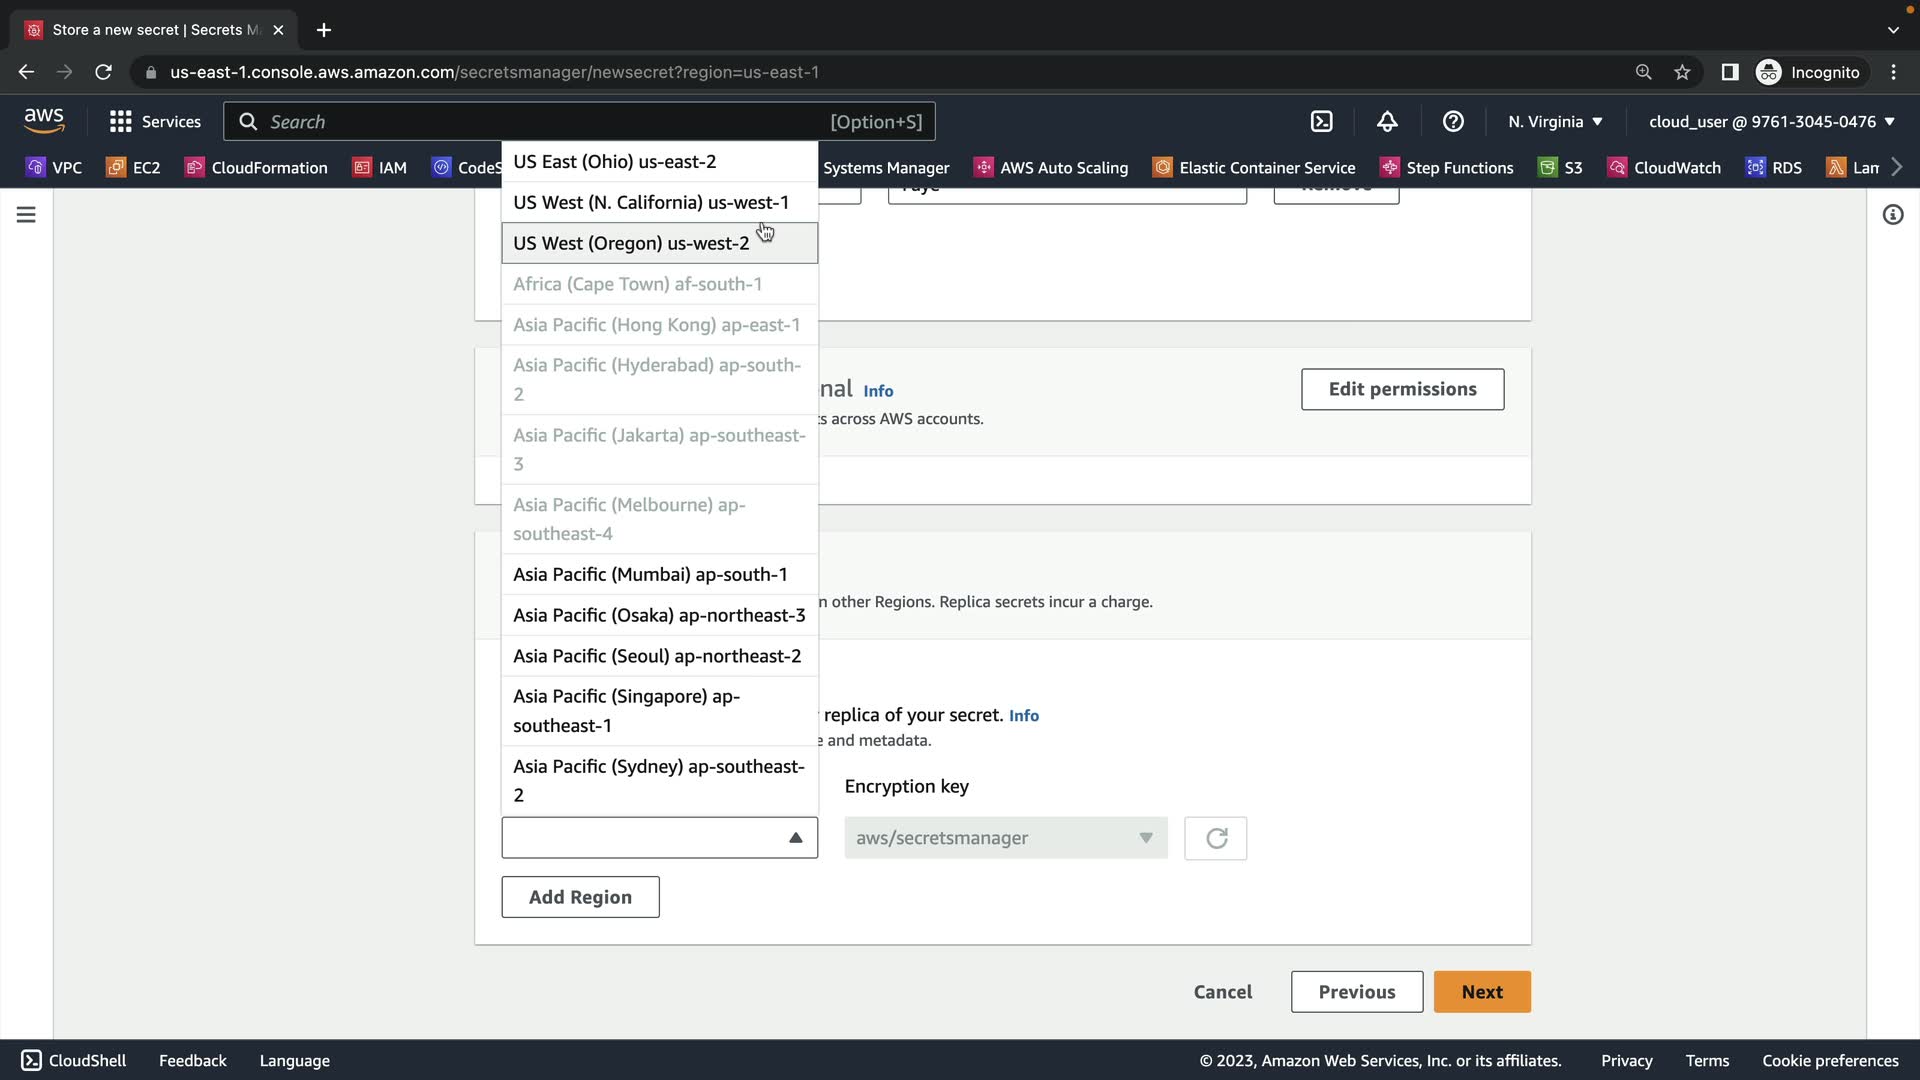 Store a new secret | Secrets M
us-east-1.console.aws.amazon.com/secretsmanager/newsecret?region=us-east-1
Incognito
aws
Services
Search
[Option+S]
N. Virginia
cloud_user @ 9761-3045-0476
VPC
EC2
CloudFormation
IAM
CodeS
Systems Manager
AWS Auto Scaling
Elastic Container Service
Step Functions
S3
CloudWatch
RDS
Lam
US East (Ohio) us-east-2
US West (N. California) us-west-1
US West (Oregon) us-west-2
Africa (Cape Town) af-south-1
Asia Pacific (Hong Kong) ap-east-1
Asia Pacific (Hyderabad) ap-south-
2
Asia Pacific (Jakarta) ap-southeast-
3
Asia Pacific (Melbourne) ap-
southeast-4
Asia Pacific (Mumbai) ap-south-1
Asia Pacific (Osaka) ap-northeast-3
Asia Pacific (Seoul) ap-northeast-2
Asia Pacific (Singapore) ap-
southeast-1
Asia Pacific (Sydney) ap-southeast-
2
Remove
nal Info
across AWS accounts.
Edit permissions
n other Regions. Replica secrets incur a charge.
replica of your secret. Info
e and metadata.
Encryption key
aws/secretsmanager
Add Region
Cancel
Previous
Next
CloudShell
Feedback
Language
© 2023, Amazon Web Services, Inc. or its affiliates.
Privacy
Terms
Cookie preferences